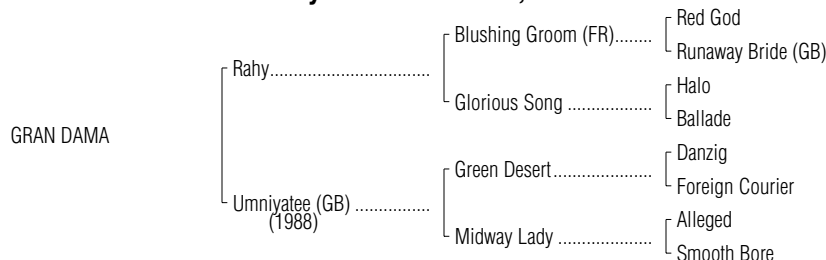 Red God
Blushing Groom (FR)........
Runaway Bride (GB)
Rahy..................................
Halo
Glorious Song ...................
Ballade
GRAN DAMA
Danzig
Green Desert......................
Foreign Courier
Umniyatee (GB) ................
(1988)
Alleged
Midway Lady .....................
Smooth Bore